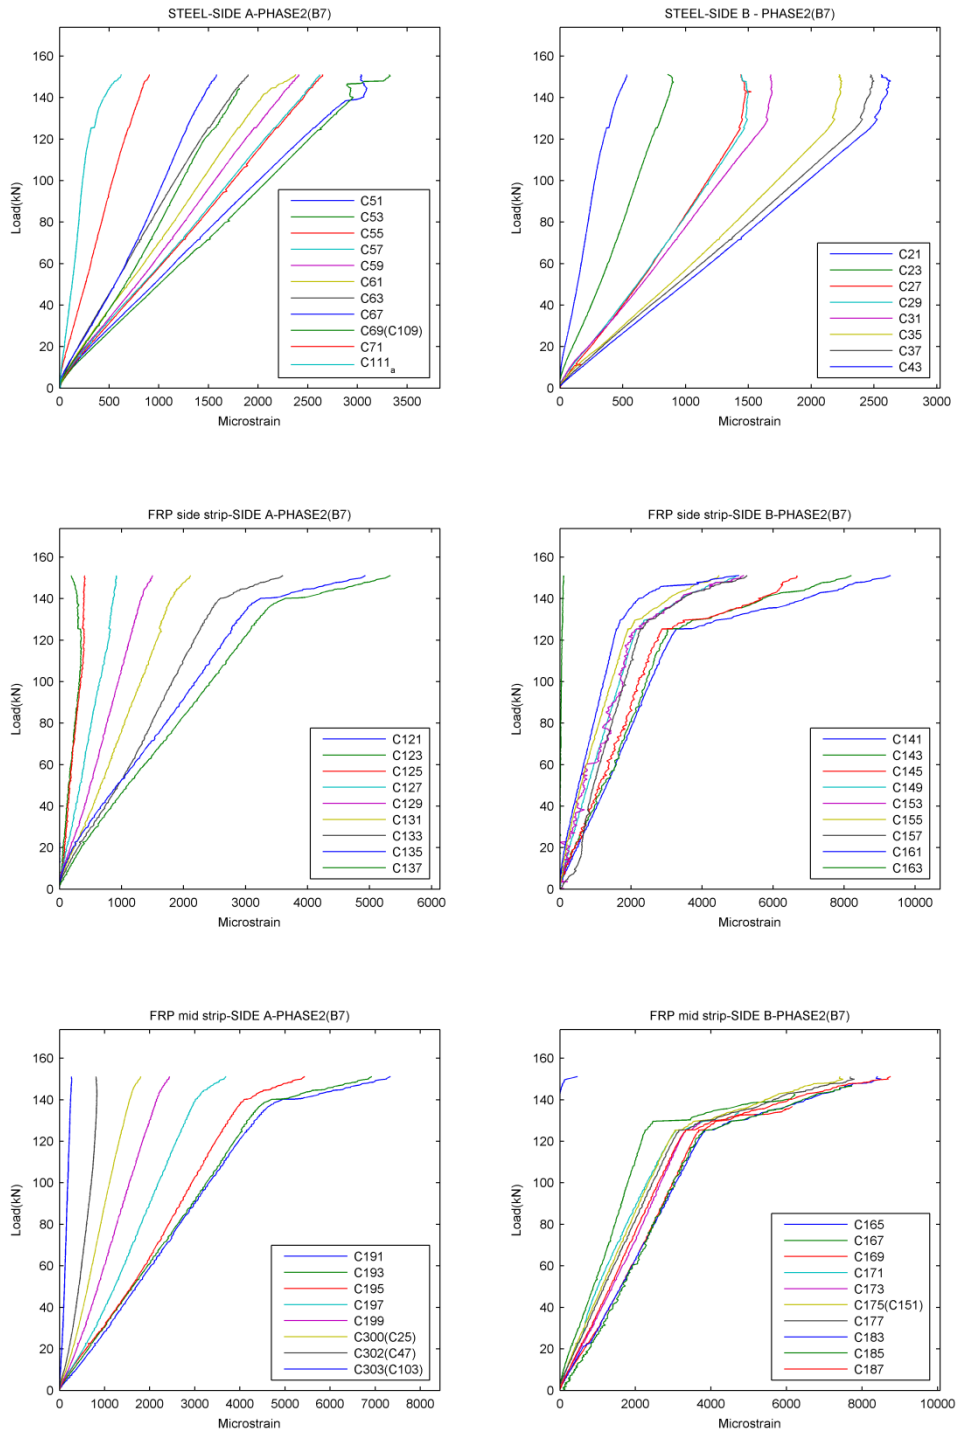 STEEL-SIDE A-PHASE2(B7)
160
140
120
100
80
60
40
20
0
Load(kN)
C51
C53
C55
C57
C59
C61
C63
C67
C69(C109)
C71
C111a
0 500 1000 1500 2000 2500 3000 3500
Microstrain
STEEL-SIDE B - PHASE2(B7)
160
140
120
100
80
60
40
20
0
Load(kN)
C21
C23
C27
C29
C31
C35
C37
C43
0 500 1000 1500 2000 2500 3000
Microstrain
FRP side strip-SIDE A-PHASE2(B7)
160
140
120
100
80
60
40
20
0
Load(kN)
C121
C123
C125
C127
C129
C131
C133
C135
C137
0 1000 2000 3000 4000 5000 6000
Microstrain
FRP side strip-SIDE B-PHASE2(B7)
160
140
120
100
80
60
40
20
0
Load(kN)
C141
C143
C145
C149
C153
C155
C157
C161
C163
0 2000 4000 6000 8000 10000
Microstrain
FRP mid strip-SIDE A-PHASE2(B7)
160
140
120
100
80
60
40
20
0
Load(kN)
C191
C193
C195
C197
C199
C300(C25)
C302(C47)
C303(C103)
0 1000 2000 3000 4000 5000 6000 7000 8000
Microstrain
FRP mid strip-SIDE B-PHASE2(B7)
160
140
120
100
80
60
40
20
0
Load(kN)
C165
C167
C169
C171
C173
C175(C151)
C177
C183
C185
C187
0 2000 4000 6000 8000 10000
Microstrain